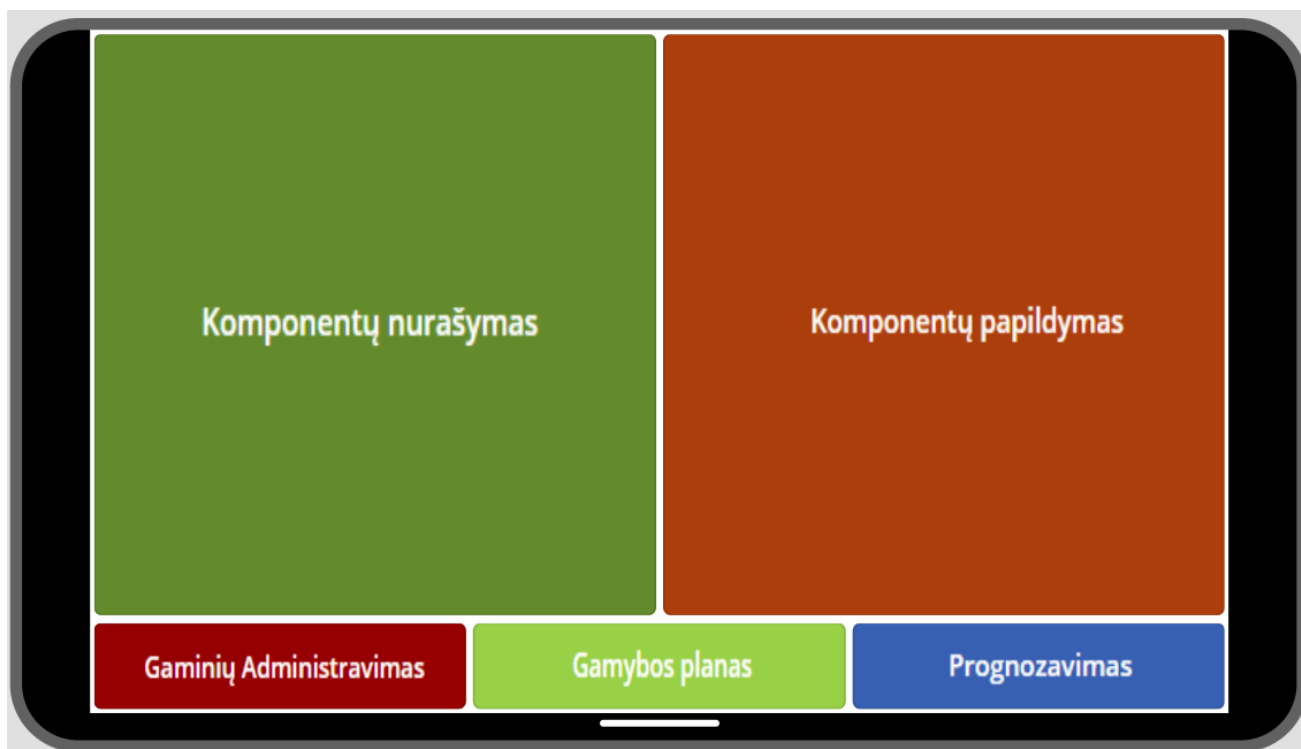 Komponentų nurašymas
Komponentų papildymas
Gaminių Administravimas
Gamybos planas
Prognozavimas